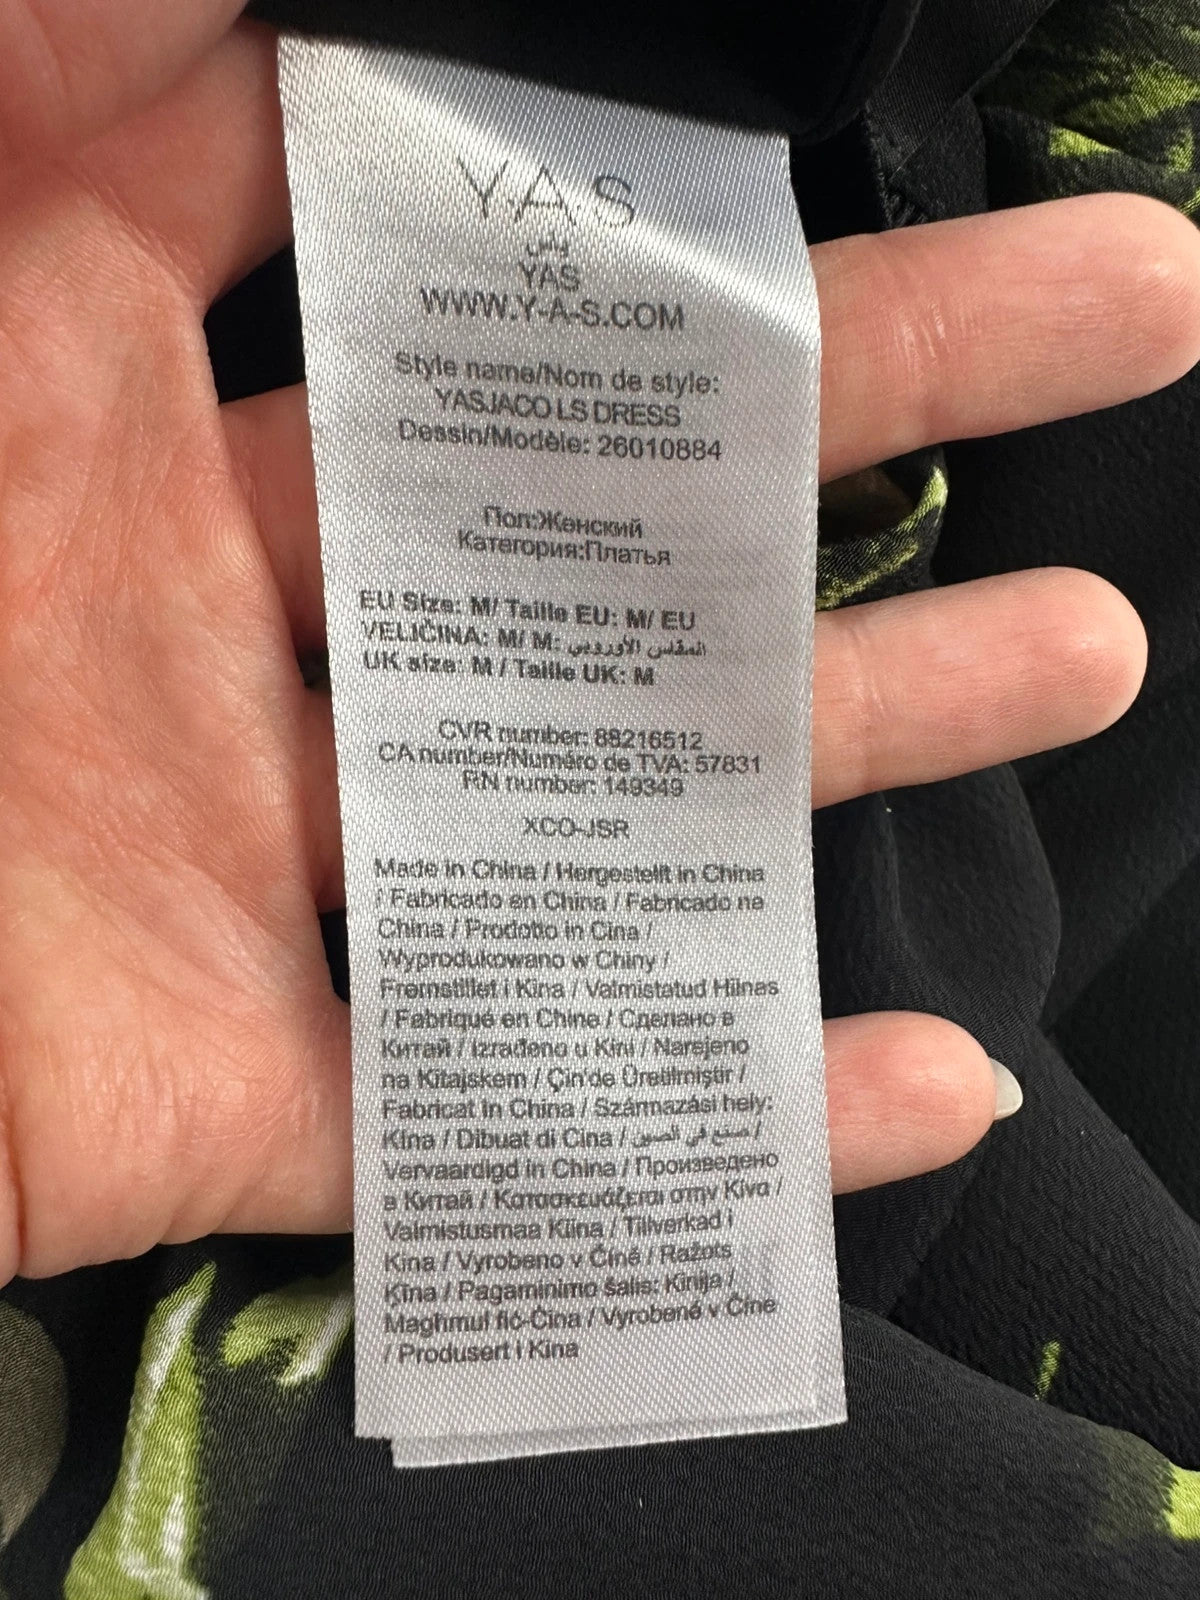 Y·A·S
ياس
YAS
WWW.Y-A-S.COM
Style name/Nom de style:
YASJACO LS DRESS
Dessin/Modèle: 26010884
Пол:Женский
Категория:Платья
EU Size: M/ Taille EU: M/ EU
VELIČINA: M/ M: المقاس الأوروبي
UK size: M / Taille UK: M
CVR number: 88216512
CA number/Numéro de TVA: 57831
RN number: 149349
XCO-JSR
Made in China / Hergestellt in China
/ Fabricado en China / Fabricado na
China / Prodotto in Cina /
Wyprodukowano w Chiny /
Fremstillet i Kina / Valmistatud Hiinas
/ Fabriqué en Chine / Сделано в
Китай / Izrađeno u Kini / Narejeno
na Kitajskem / Çin'de Üretilmiştir /
Fabricat in China / Származási hely:
Kína / Dibuat di Cina / صنع في الصين /
Vervaardigd in China / Произведено
в Китай / Κατασκευάζεται στην Κίνα /
Valmistusmaa Kiina / Tillverkad i
Kina / Vyrobeno v Číně / Ražots
Ķīna / Pagaminimo šalis: Kinija /
Maghmul fiċ-Ċina / Vyrobené v Číne
/ Produsert i Kina